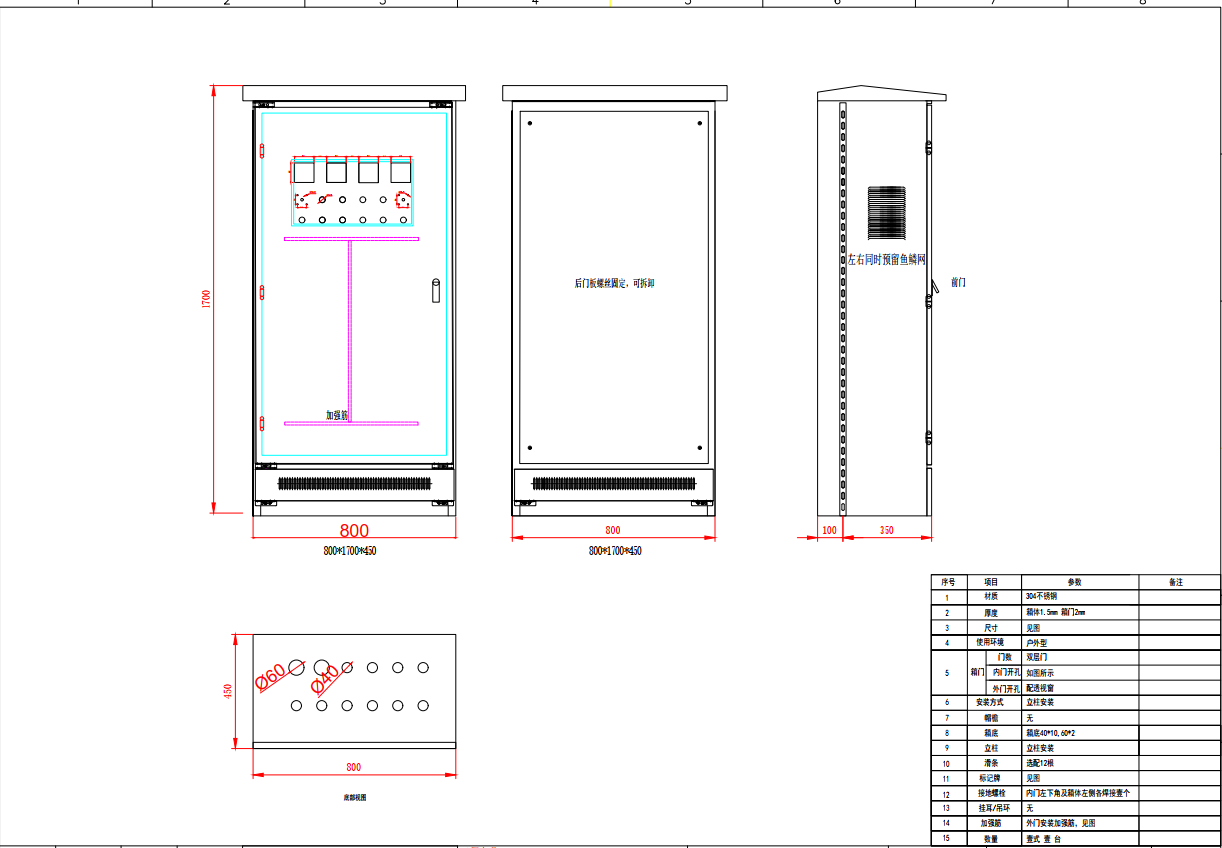 1 2 3 4 5 6 7 8
1700
加强筋
800
800*1700*450
后门板螺丝固定，可拆卸
800
800*1700*450
左右同时预留鱼鳞网
前门
100 350
Ø60 Ø40
450
800
底部视图
序号 项目 参数 备注
1 材质 304不锈钢
2 厚度 箱体1.5mm 箱门2mm
3 尺寸 见图
4 使用环境 户外型
5 箱门 门数 双层门
内门开孔 如图所示
外门开孔 配透视窗
6 安装方式 立柱安装
7 帽檐 无
8 箱底 箱底40*10,60*2
9 立柱 立柱安装
10 滑条 选配12根
11 标记牌 见图
12 接地螺栓 内门左下角及箱体左侧各焊接壹个
13 挂耳/吊环 无
14 加强筋 外门安装加强筋，见图
15 数量 壹式 壹 台